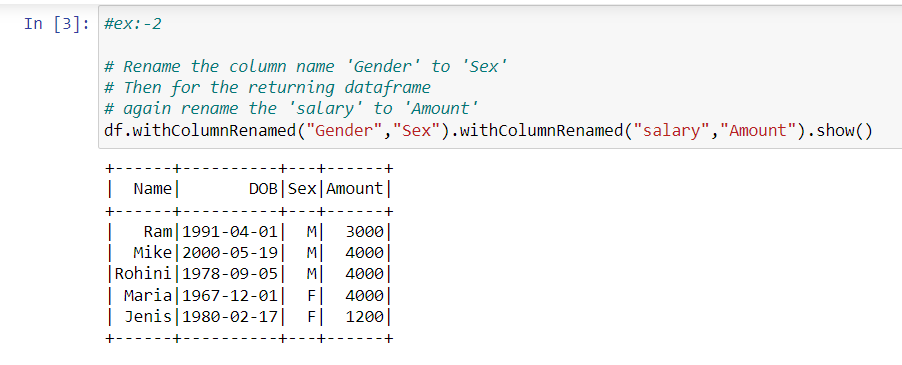 In [3]: #ex:-2
# Rename the column name 'Gender' to 'Sex'
# Then for the returning dataframe
# again rename the 'salary' to 'Amount'
df.withColumnRenamed("Gender","Sex").withColumnRenamed("salary","Amount").show()
+------+----------+---+------+
|  Name|       DOB|Sex|Amount|
+------+----------+---+------+
|   Ram|1991-04-01|  M|  3000|
|  Mike|2000-05-19|  M|  4000|
|Rohini|1978-09-05|  M|  4000|
| Maria|1967-12-01|  F|  4000|
| Jenis|1980-02-17|  F|  1200|
+------+----------+---+------+